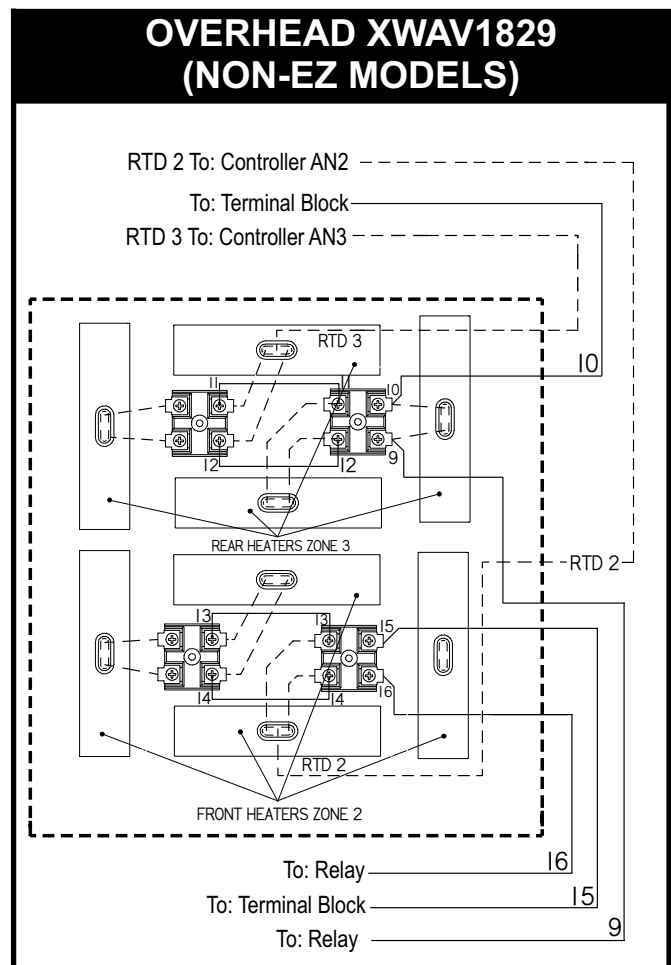 OVERHEAD XWAV1829
(NON-EZ MODELS)
RTD 2 To: Controller AN2
To: Terminal Block
RTD 3 To: Controller AN3
RTD 3
10
11
11
10
12
12
9
REAR HEATERS ZONE 3
RTD 2
13
13
15
14
14
16
RTD 2
FRONT HEATERS ZONE 2
To: Relay
16
To: Terminal Block
15
To: Relay
9